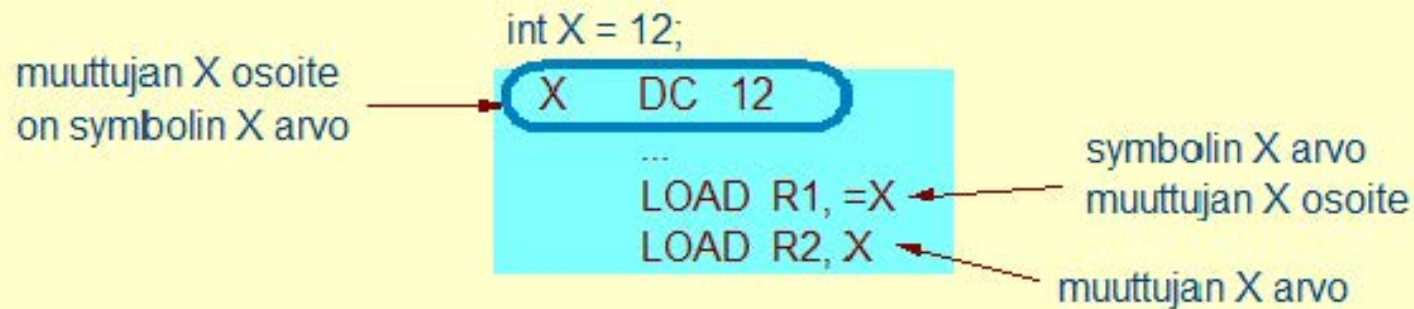 int X = 12;
muuttujan X osoite
on symbolin X arvo
X DC 12
...
LOAD R1, =X
LOAD R2, X
symbolin X arvo
muuttujan X osoite
muuttujan X arvo